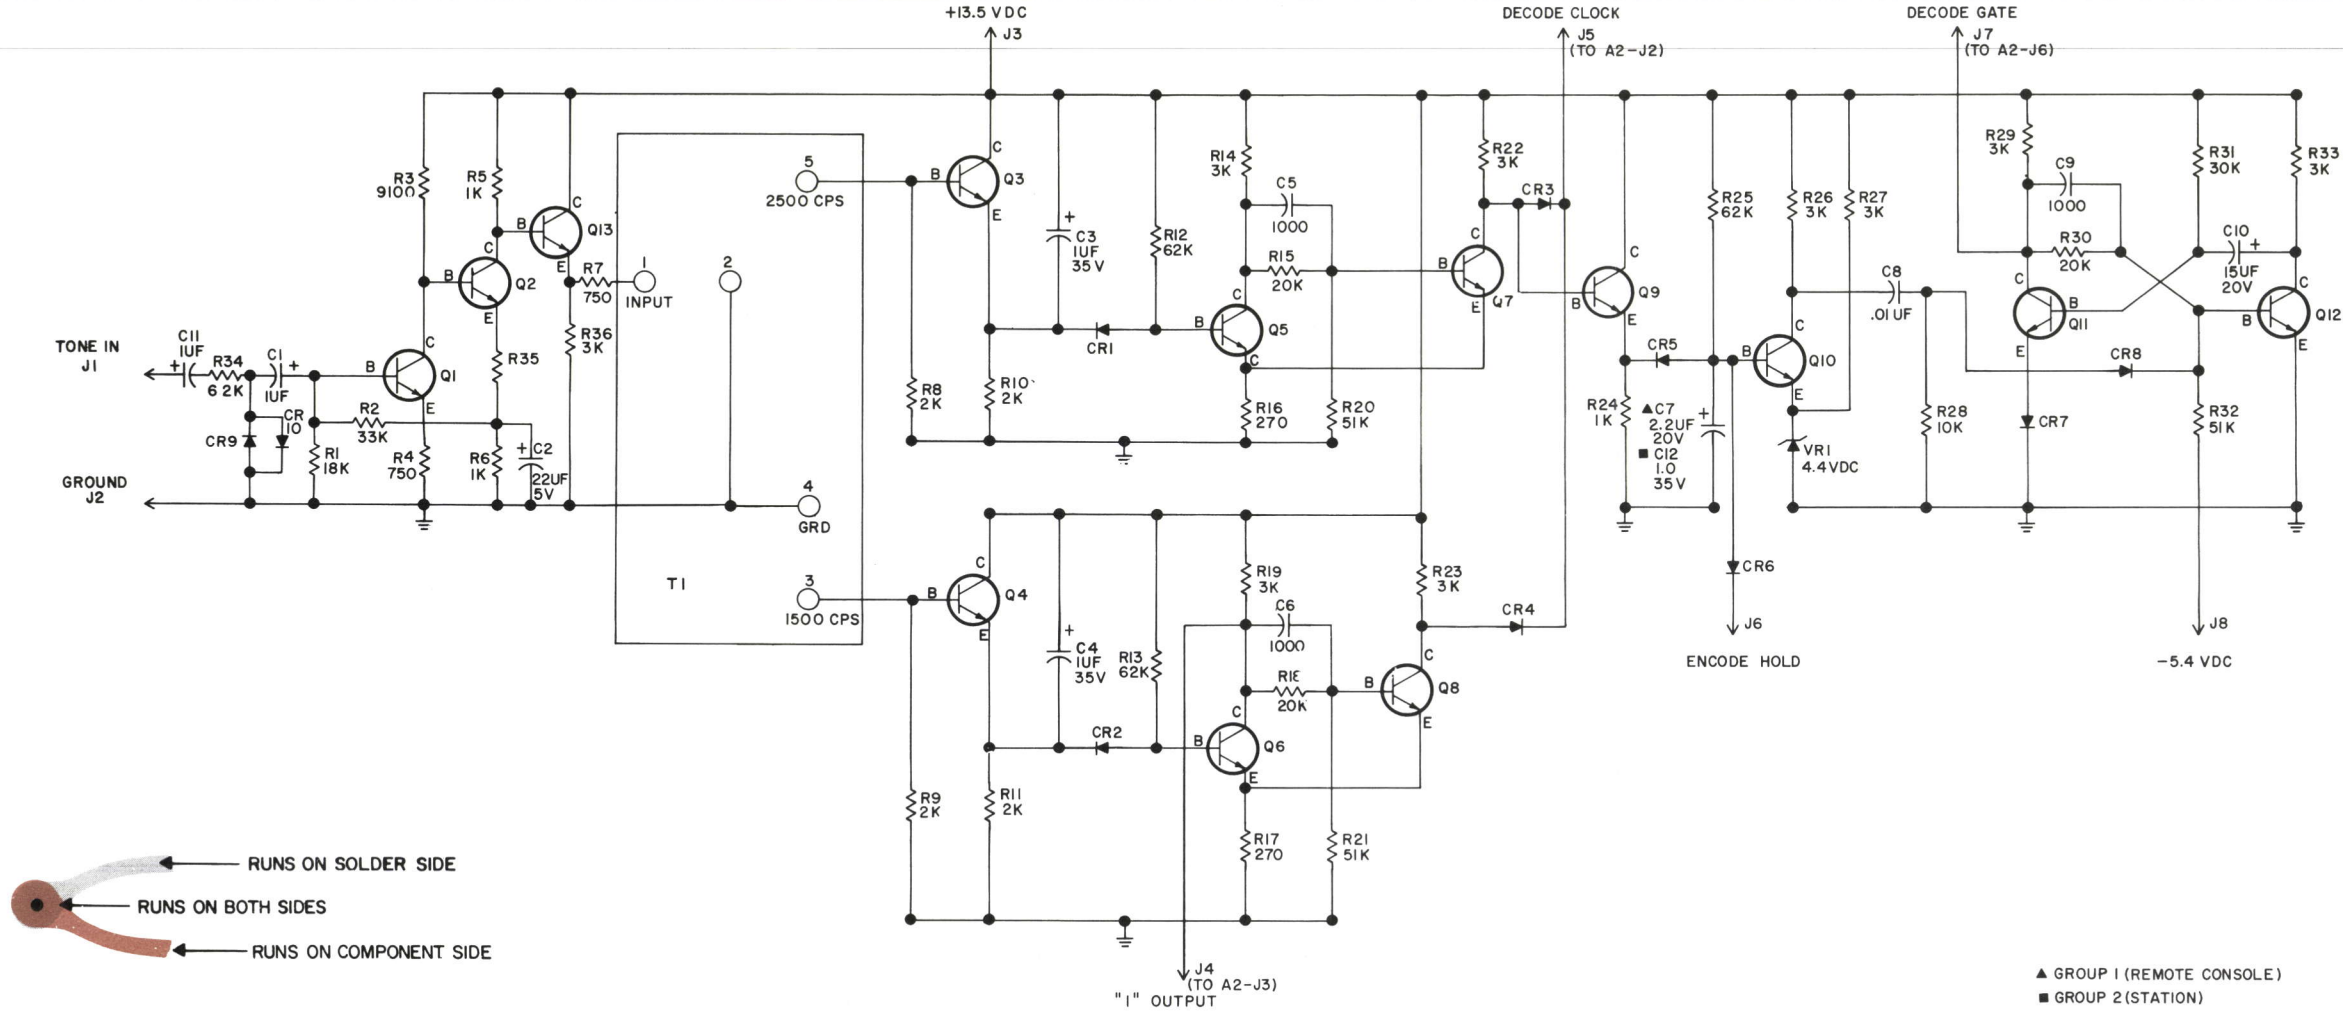 +13.5 VDC
J3
DECODE CLOCK
J5
(TO A2-J2)
DECODE GATE
J7
(TO A2-J6)
R3
9100
R5
1K
C
B
Q13
E
C
B
Q2
E
R7
750
1
INPUT
2
R36
3K
R35
TONE IN
J1
C11
1UF
+
R34
6 2K
C1
+
1UF
C
B
Q1
E
CR9
CR
10
R2
33K
R1
18K
R4
750
R6
1K
+
C2
22UF
5V
GROUND
J2
5
2500 CPS
4
GRD
3
1500 CPS
T1
C
B
Q3
E
+
C3
1UF
35V
R12
62K
R14
3K
C5
1000
R15
20K
C
B
Q5
C
CR1
R8
2K
R10
2K
R16
270
R20
51K
R22
3K
CR3
C
B
Q7
E
C
B
Q9
E
R25
62K
R26
3K
R27
3K
CR5
C
B
Q10
E
R24
1K
▲C7
2.2UF
20V
+
■ C12
1.0
35V
VR1
4.4VDC
CR6
J6
ENCODE HOLD
C8
.01UF
R28
10K
R29
3K
C9
1000
R30
20K
R31
30K
C10
+
15UF
20V
R33
3K
C
B
Q11
E
C
B
Q12
E
CR8
CR7
R32
51K
J8
-5.4 VDC
C
B
Q4
E
+
C4
1UF
35V
R13
62K
R19
3K
C6
1000
R18
20K
C
B
Q6
E
CR2
R23
3K
C
B
Q8
E
CR4
R9
2K
R11
2K
R17
270
R21
51K
J4
(TO A2-J3)
"1" OUTPUT
RUNS ON SOLDER SIDE
RUNS ON BOTH SIDES
RUNS ON COMPONENT SIDE
▲ GROUP 1 (REMOTE CONSOLE)
■ GROUP 2 (STATION)